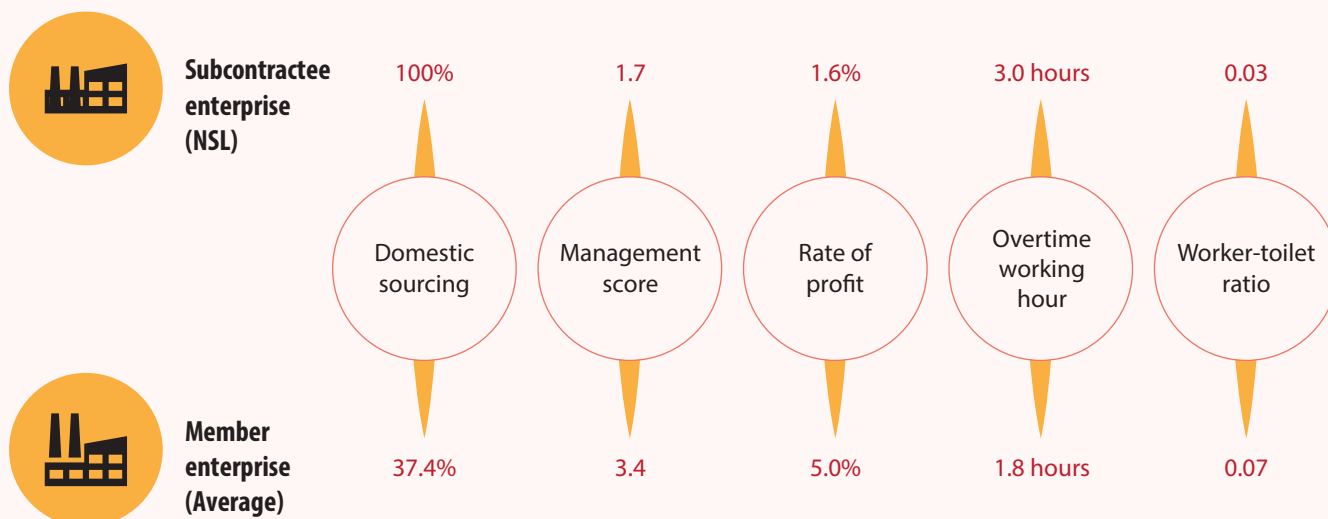 Subcontractee
enterprise
(NSL)
100%
1.7
1.6%
3.0 hours
0.03
Domestic
sourcing
Management
score
Rate of
profit
Overtime
working
hour
Worker-toilet
ratio
Member
enterprise
(Average)
37.4%
3.4
5.0%
1.8 hours
0.07